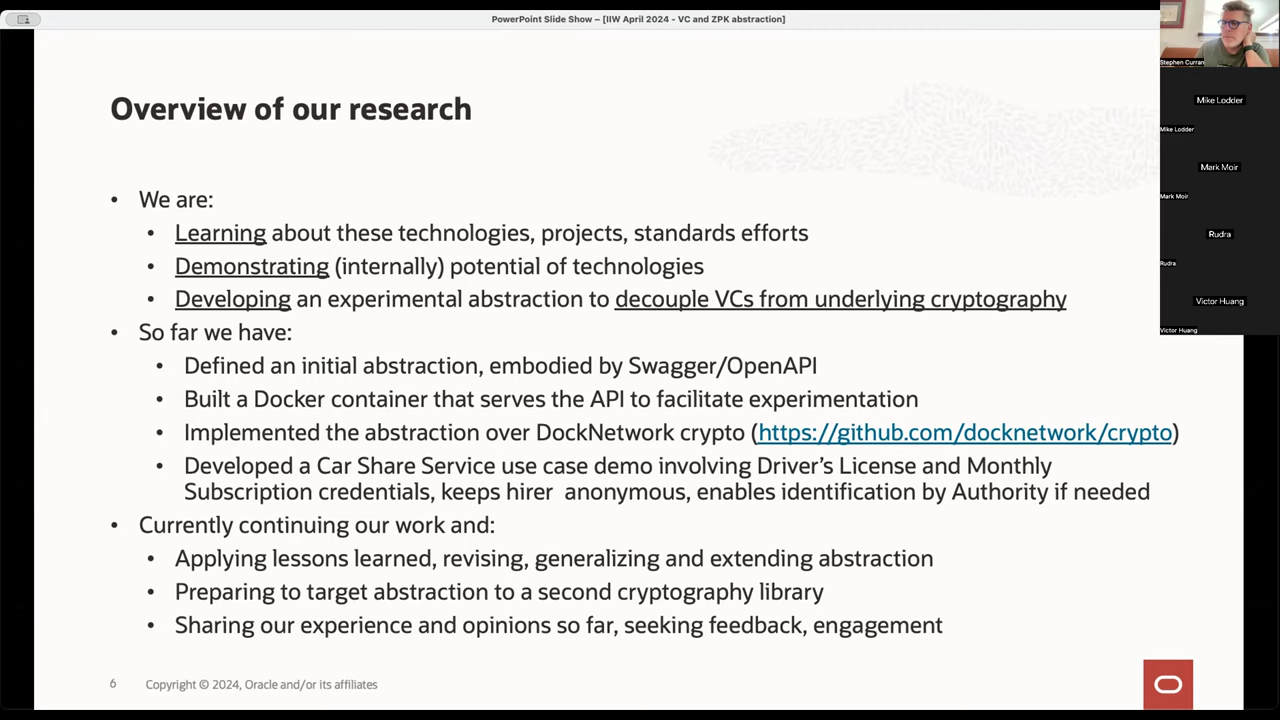 PowerPoint Slide Show – [IIW April 2024 - VC and ZPK abstraction]
Overview of our research
• We are:
• Learning about these technologies, projects, standards efforts
• Demonstrating (internally) potential of technologies
• Developing an experimental abstraction to decouple VCs from underlying cryptography
• So far we have:
• Defined an initial abstraction, embodied by Swagger/OpenAPI
• Built a Docker container that serves the API to facilitate experimentation
• Implemented the abstraction over DockNetwork crypto (https://github.com/docknetwork/crypto)
• Developed a Car Share Service use case demo involving Driver’s License and Monthly
Subscription credentials, keeps hirer anonymous, enables identification by Authority if needed
• Currently continuing our work and:
• Applying lessons learned, revising, generalizing and extending abstraction
• Preparing to target abstraction to a second cryptography library
• Sharing our experience and opinions so far, seeking feedback, engagement
6 Copyright © 2024, Oracle and/or its affiliates
Stephen Curran
Mike Lodder
Mike Lodder
Mark Moir
Mark Moir
Rudra
Rudra
Victor Huang
Victor Huang